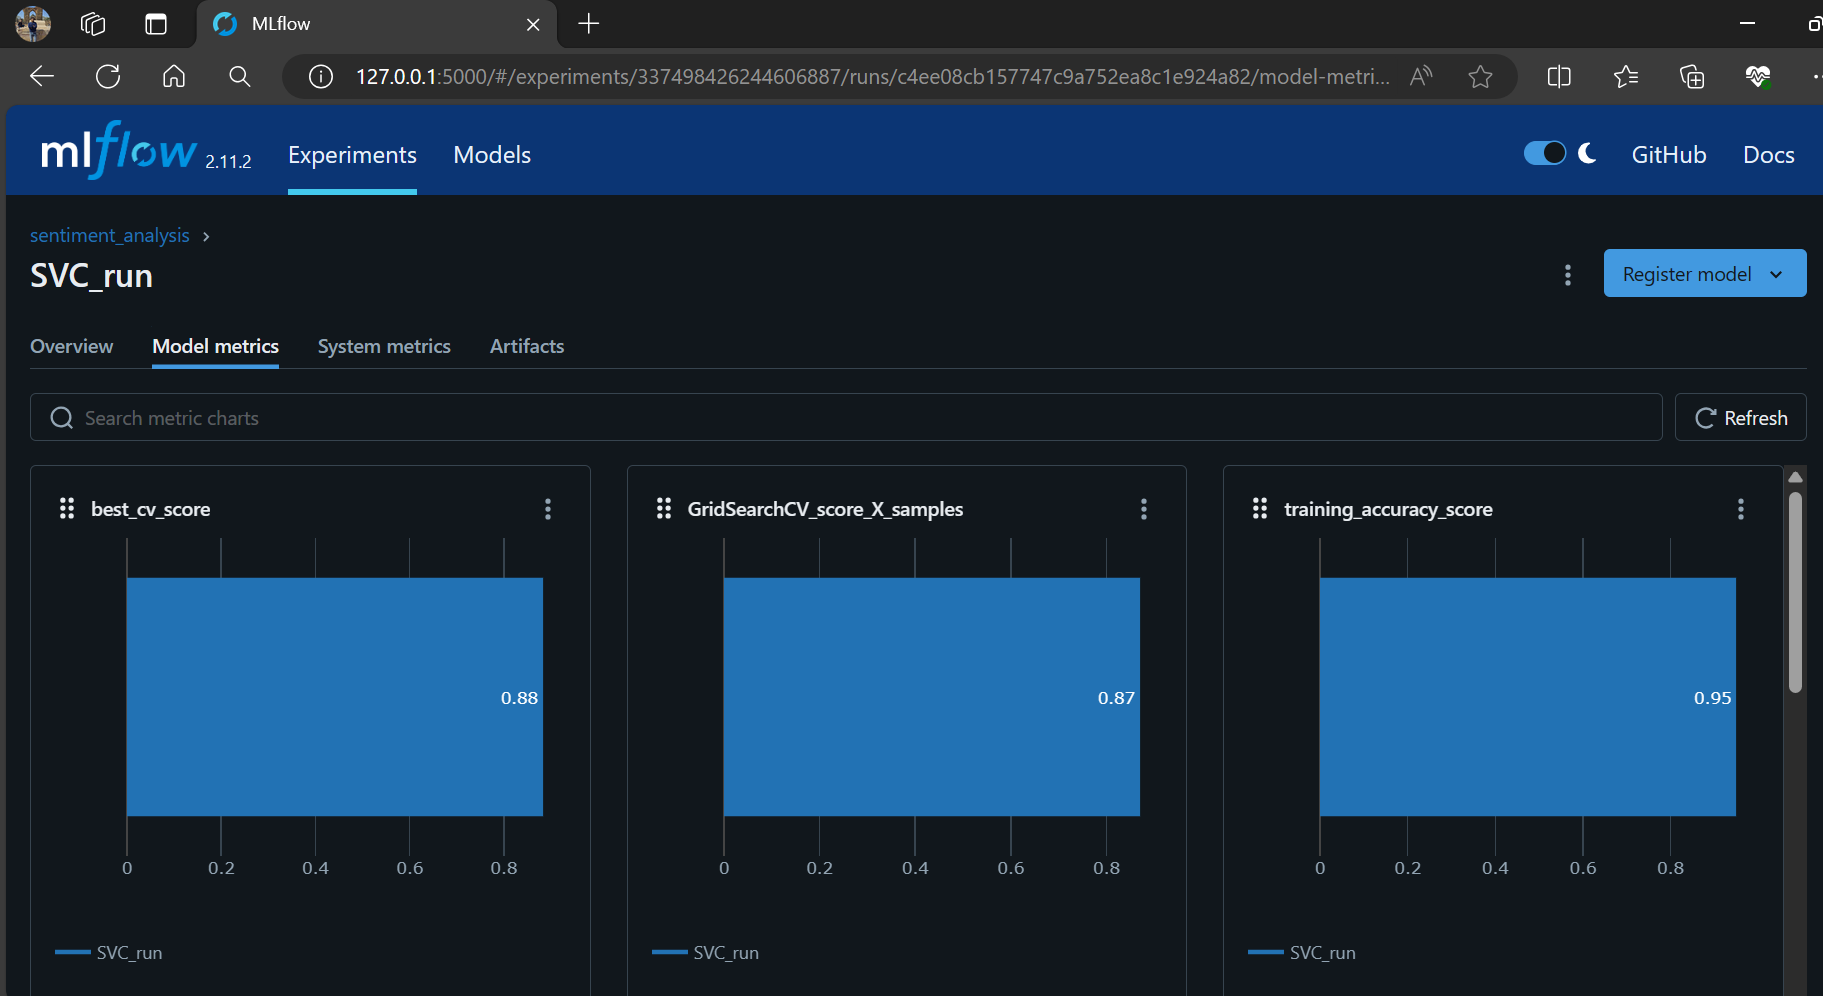 MLflow
127.0.0.1:5000/#/experiments/337498426244606887/runs/c4ee08cb157747c9a752ea8c1e924a82/model-metri...
mlflow 2.11.2 Experiments Models GitHub Docs
sentiment_analysis
SVC_run
Register model
Overview Model metrics System metrics Artifacts
Search metric charts
Refresh
best_cv_score
0.88
0 0.2 0.4 0.6 0.8
SVC_run
GridSearchCV_score_X_samples
0.87
0 0.2 0.4 0.6 0.8
SVC_run
training_accuracy_score
0.95
0 0.2 0.4 0.6 0.8
SVC_run